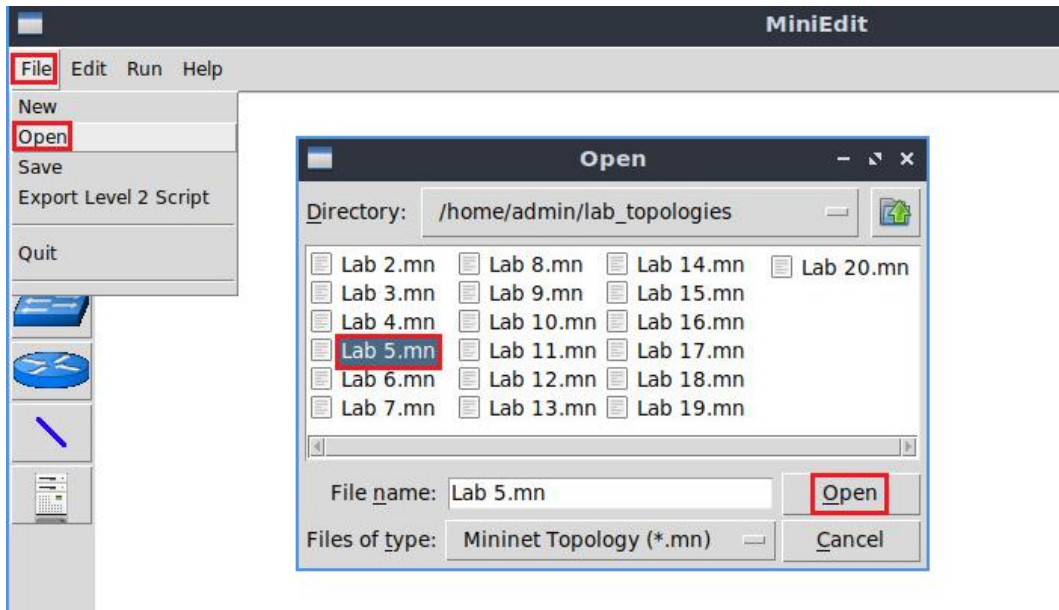 MiniEdit
File Edit Run Help
New
Open
Save
Export Level 2 Script
Quit
Open
Directory: /home/admin/lab_topologies
Lab 2.mn Lab 8.mn Lab 14.mn Lab 20.mn
Lab 3.mn Lab 9.mn Lab 15.mn
Lab 4.mn Lab 10.mn Lab 16.mn
Lab 5.mn Lab 11.mn Lab 17.mn
Lab 6.mn Lab 12.mn Lab 18.mn
Lab 7.mn Lab 13.mn Lab 19.mn
File name: Lab 5.mn Open
Files of type: Mininet Topology (*.mn) Cancel